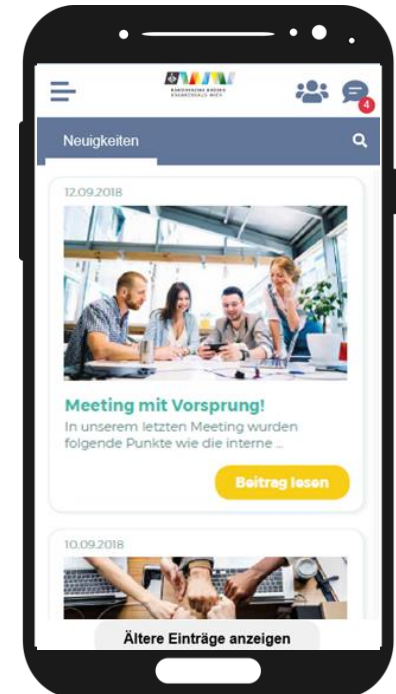 4
Neuigkeiten
12.09.2018
Meeting mit Vorsprung!
In unserem letzten Meeting wurden
folgende Punkte wie die interne ...
Beitrag lesen
10.09.2018
Ältere Einträge anzeigen